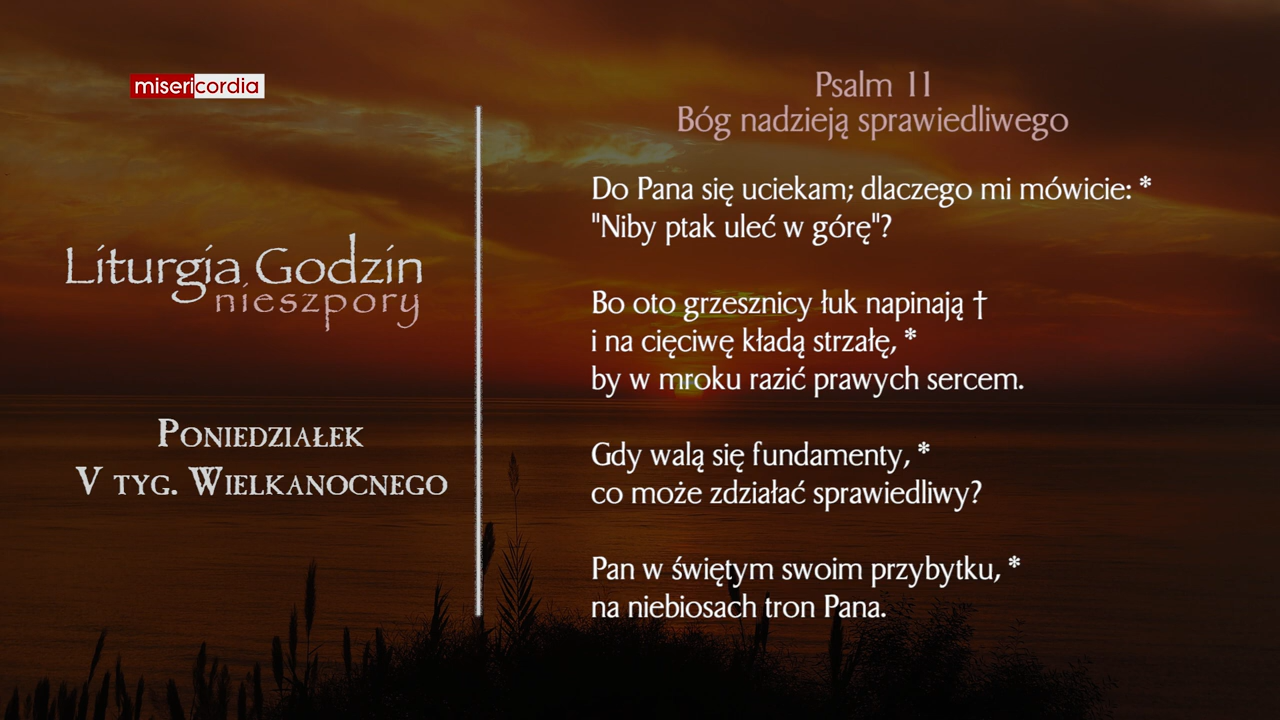 misericordia
Liturgia Godzin
nieszpory
Poniedziałek
V tyg. Wielkanocnego
Psalm 11
Bóg nadzieją sprawiedliwego
Do Pana się uciekam; dlaczego mi mówicie: *
"Niby ptak uleć w górę"?
Bo oto grzesznicy łuk napinają †
i na cięciwę kładą strzałę, *
by w mroku razić prawych sercem.
Gdy walą się fundamenty, *
co może zdziałać sprawiedliwy?
Pan w świętym swoim przybytku, *
na niebiosach tron Pana.